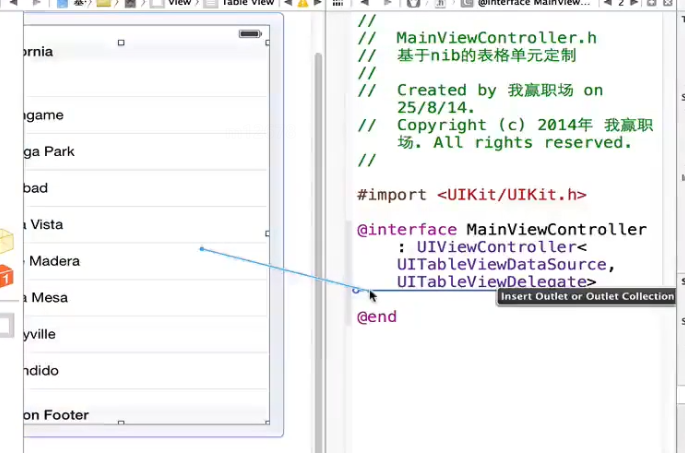 View
Table View
@interface MainView...
2
ornia
ngame
ga Park
bad
a Vista
e Madera
a Mesa
yville
ndido
on Footer
1
//
// MainViewController.h
// 基于nib的表格单元定制
//
// Created by 我赢职场 on
25/8/14.
// Copyright (c) 2014年 我赢职
场. All rights reserved.
//
#import <UIKit/UIKit.h>
@interface MainViewController
: UIViewController<
UITableViewDataSource,
UITableViewDelegate>
Insert Outlet or Outlet Collection
@end